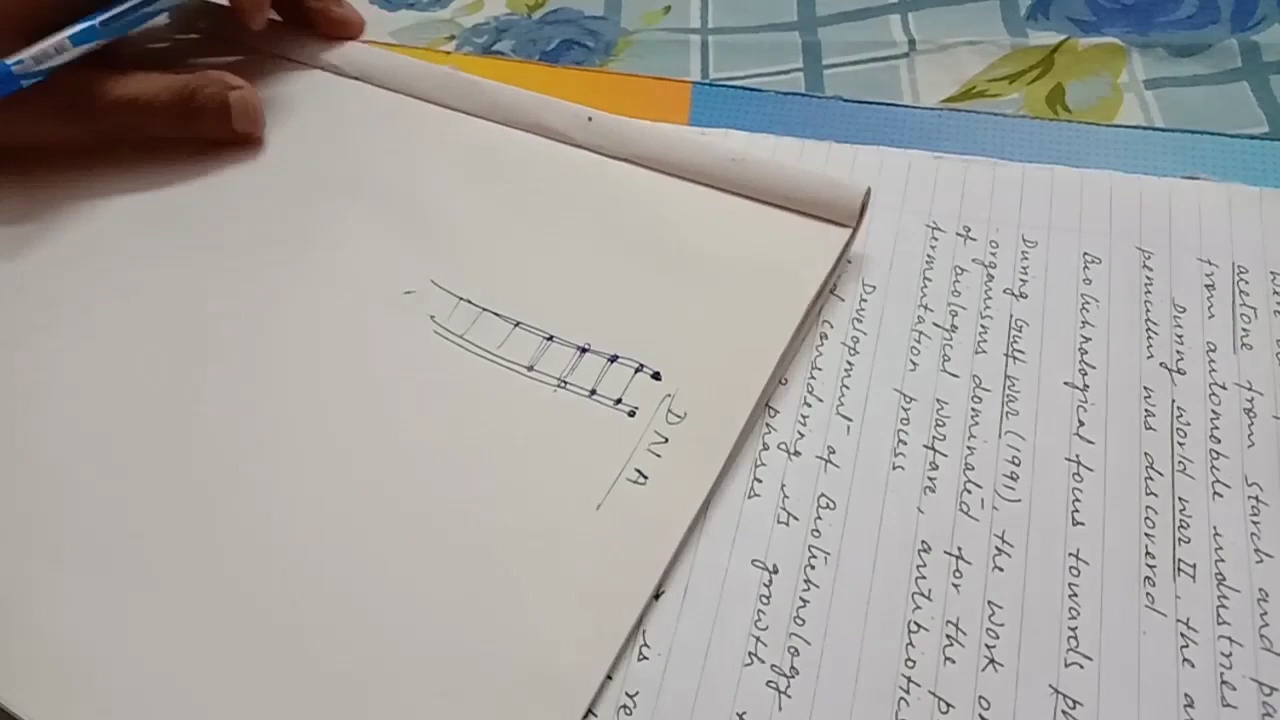 acetone from starch and
from automobile industries
During world war II, the
penicillin was discovered.
Biotechnological focus towards
During Gulf War (1991), the work
-organisms dominated for the
of biological warfare, antibiotics
fermentation process
Development of Biotechnology
considering its growth
phases
is
DNA